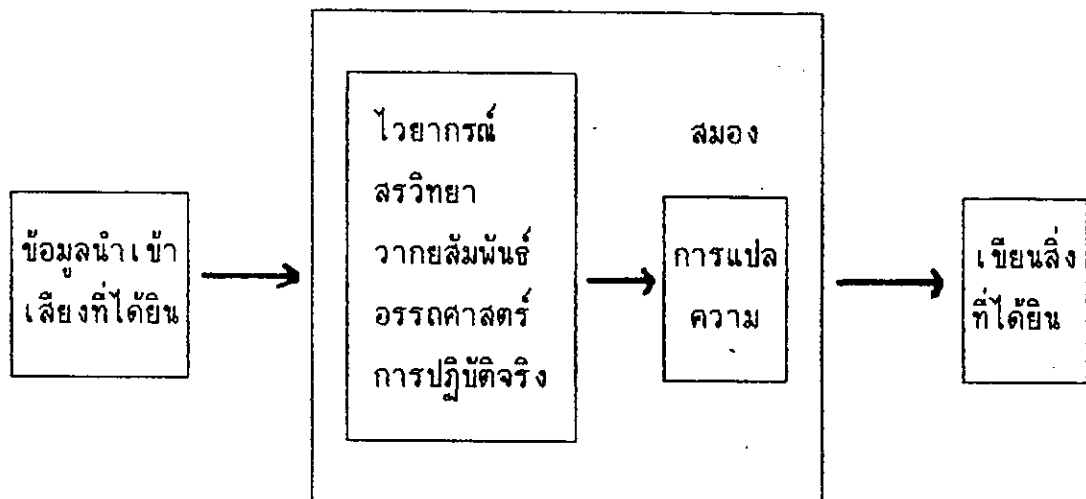 ข้อมูลนำเข้า
เสียงที่ได้ยิน
ไวยากรณ์
สรวิทยา
วากยสัมพันธ์
อรรถศาสตร์
การปฏิบัติจริง
สมอง
การแปล
ความ
เขียนสิ่ง
ที่ได้ยิน